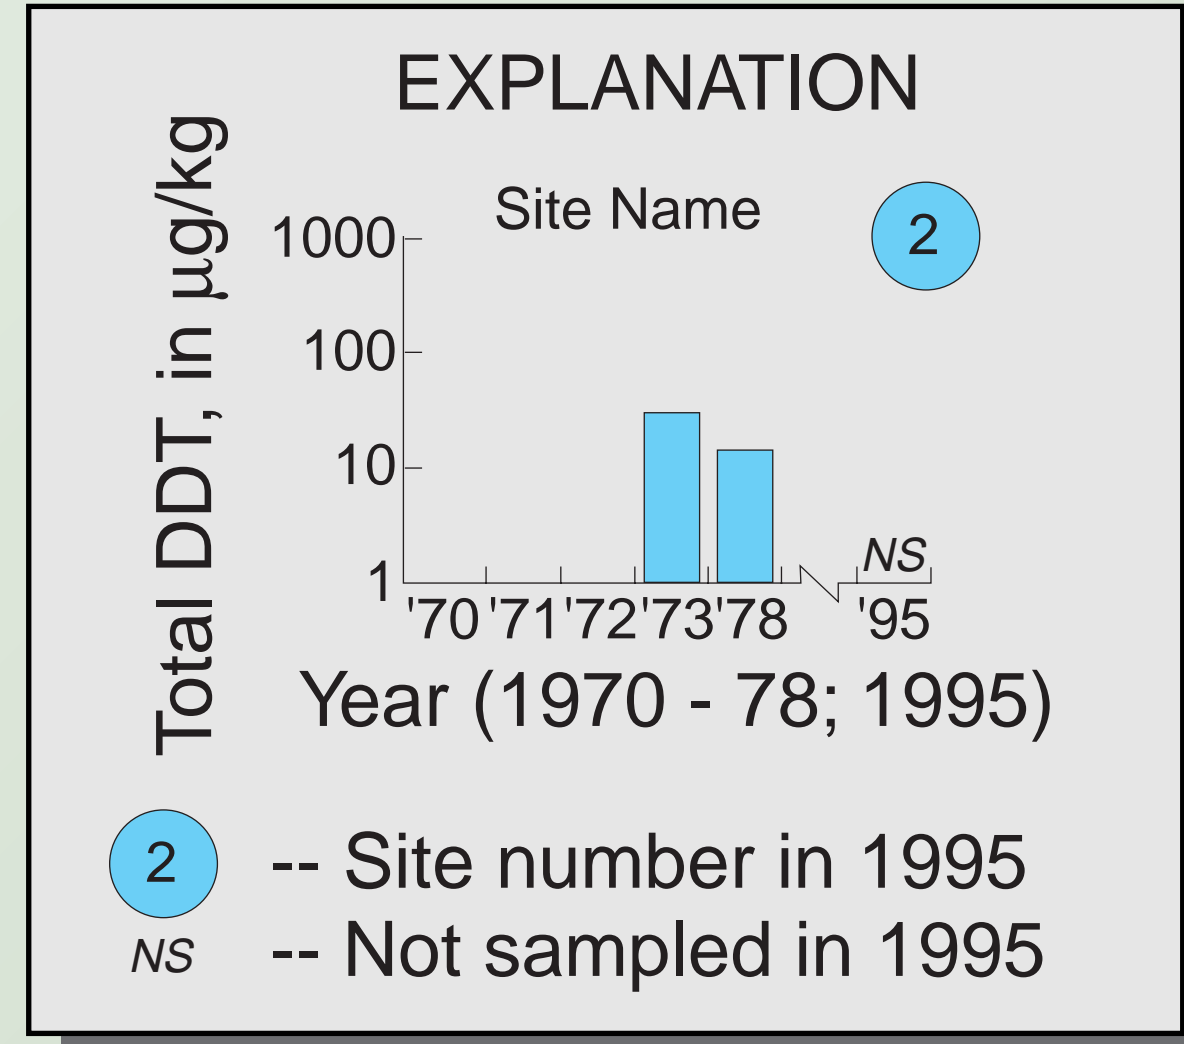 EXPLANATION
Total DDT, in µg/kg
Site Name
2
1000
100
10
1
NS
'70 '71 '72 '73 '78 '95
Year (1970 - 78; 1995)
2 -- Site number in 1995
NS -- Not sampled in 1995